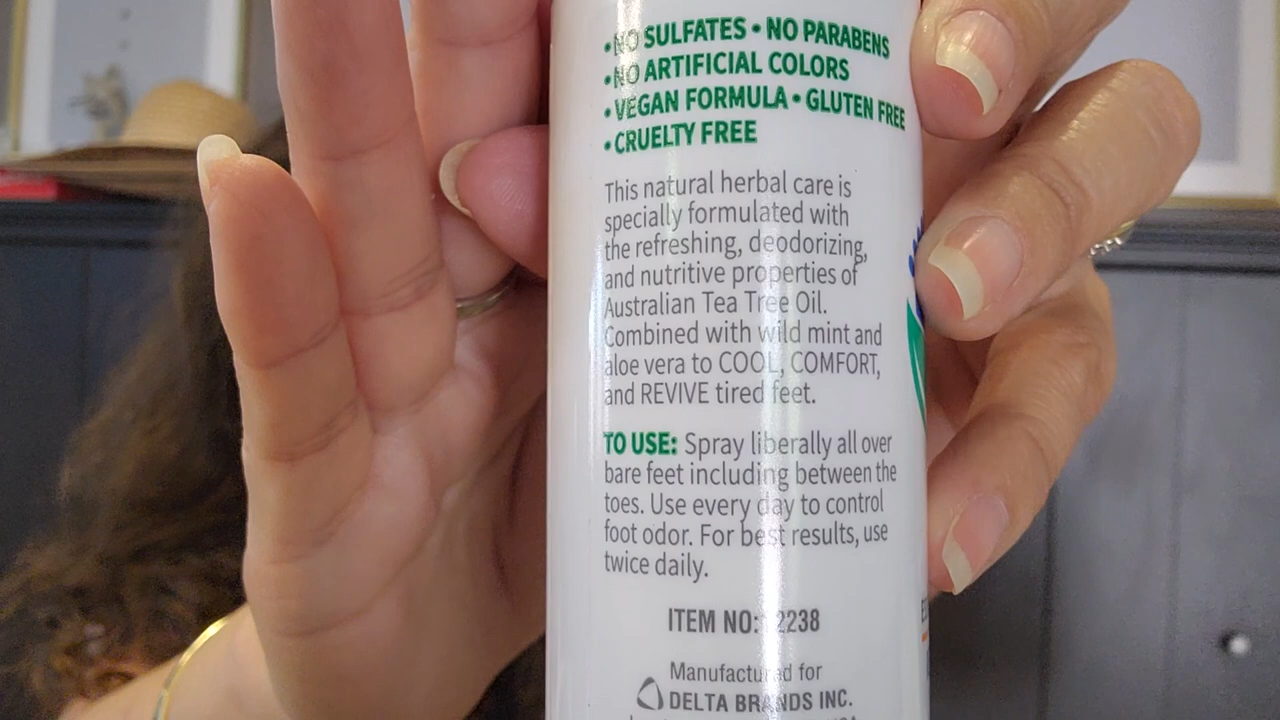 •NO SULFATES • NO PARABENS
•NO ARTIFICIAL COLORS
•VEGAN FORMULA • GLUTEN FREE
•CRUELTY FREE
This natural herbal care is
specially formulated with
the refreshing, deodorizing,
and nutritive properties of
Australian Tea Tree Oil.
Combined with wild mint and
aloe vera to COOL, COMFORT,
and REVIVE tired feet.
TO USE: Spray liberally all over
bare feet including between the
toes. Use every day to control
foot odor. For best results, use
twice daily.
ITEM NO:
Manufactured for
DELTA BRANDS INC.